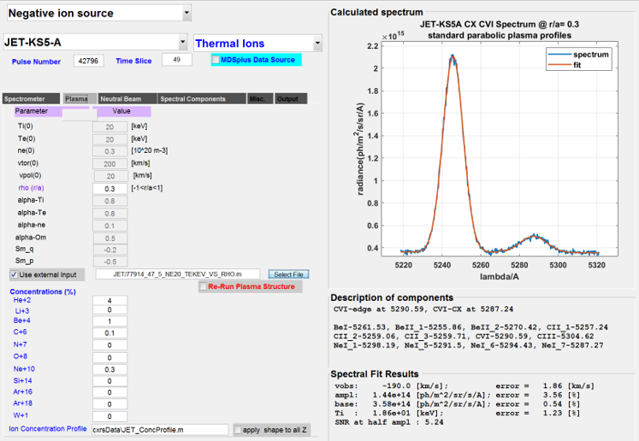 Negative ion source
JET-KS5-A
Thermal Ions
Pulse Number 42796 Time Slice 49 MDSplus Data Source
Spectrometer Plasma Neutral Beam Spectral Components Misc. Output
Parameter Value
Ti(0) 20 [keV]
Te(0) 20 [keV]
ne(0) 0.3 [10^20 m-3]
vtor(0) 200 [km/s]
vpol(0) 20 [km/s]
rho (r/a) 0.3 [-1<r/a<1]
alpha-Ti 0.8
alpha-Te 0.8
alpha-ne 0.1
alpha-Om 0.5
Sm_q -0.2
Sm_p -0.5
Use external Input JET/77914_47_5_NE20_TEKEV_VS_RHO.m Select File
Re-Run Plasma Structure
Concentrations (%)
He+2 4
Li+3 0
Be+4 1
C+6 0.1
N+7 0
O+8 0
Ne+10 0.3
Si+14 0
Ar+16 0
Ar+18 0
W+1 0
Ion Concentration Profile cxrsData\JET_ConcProfile.m apply shape to all Z
Calculated spectrum
JET-KS5A CX CVI Spectrum @ r/a= 0.3
standard parabolic plasma profiles
×10^15
spectrum
fit
2.2
2
1.8
1.6
1.4
1.2
1
0.8
0.6
0.4
radiance(ph/m^2/s/sr/A)
5220 5240 5260 5280 5300 5320
lambda/A
Description of components
CVI-edge at 5290.59, CVI-CX at 5287.24
BeI-5261.53, BeII_1-5255.86, BeII_2-5270.42, CII_1-5257.24
CII_2-5259.06, CII_3-5259.71, CVI-5290.59, CIII-5304.62
NeI_1-5298.19, NeI_5-5291.5, NeI_6-5294.43, NeI_7-5287.27
Spectral Fit Results
vobs: -190.0 [km/s]; error = 1.86 [km/s]
ampl: 1.44e+14 (ph/m^2/sr/s/A]; error = 3.56 [%]
base: 3.58e+14 (ph/m^2/sr/s/A]; error = 0.54 [%]
Ti : 1.86e+01 [keV]; error = 1.23 [%]
SNR at half ampl : 5.24